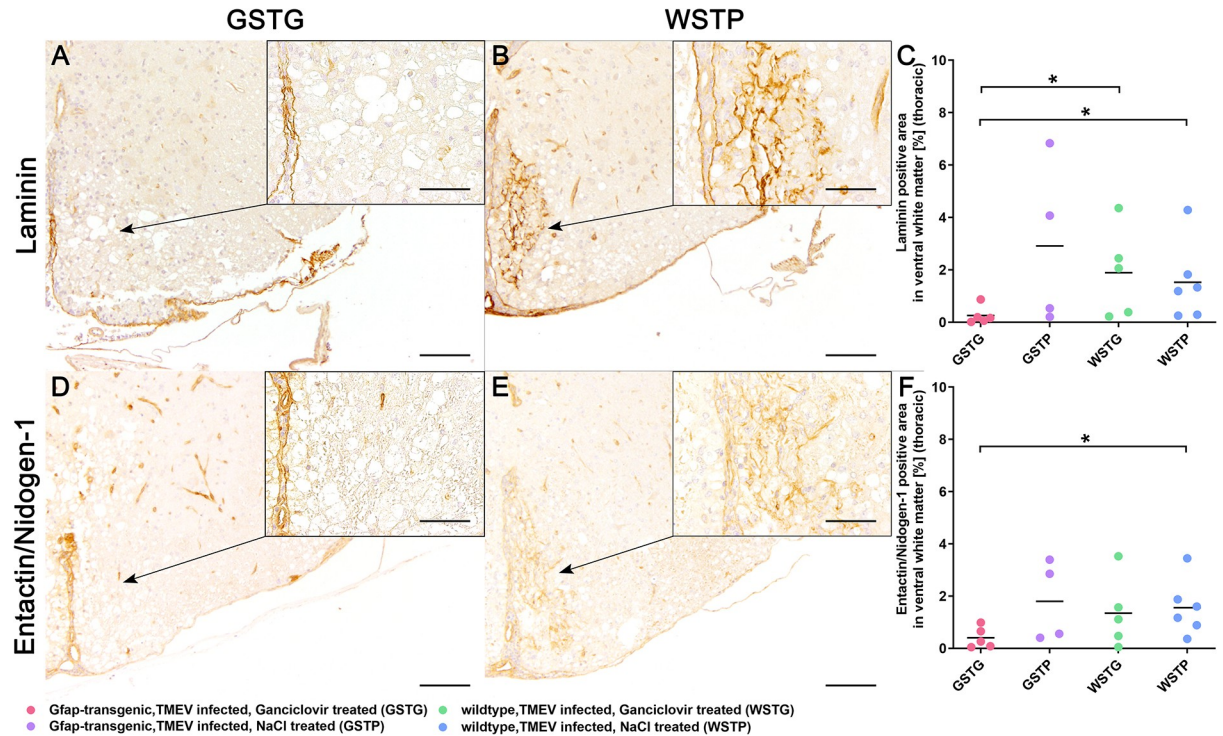 GSTG
WSTP
Laminin
A
B
C
Laminin positive area
in ventral white matter [%] (thoracic)
10
8
6
4
2
0
*
*
GSTG
GSTP
WSTG
WSTP
Entactin/Nidogen-1
D
E
F
Entactin/Nidogen-1 positive area
in ventral white matter [%] (thoracic)
10
8
6
4
2
0
*
GSTG
GSTP
WSTG
WSTP
Gfap-transgenic,TMEV infected, Ganciclovir treated (GSTG)
Gfap-transgenic,TMEV infected, NaCl treated (GSTP)
wildtype,TMEV infected, Ganciclovir treated (WSTG)
wildtype,TMEV infected, NaCl treated (WSTP)